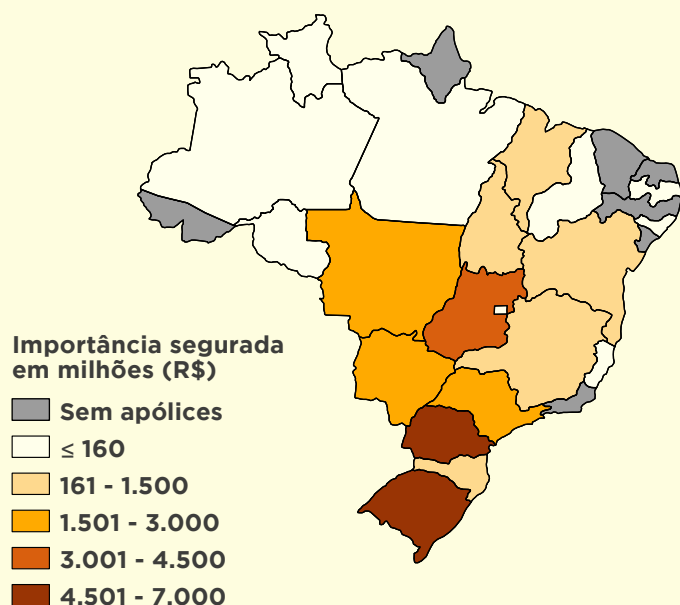 Importância segurada
em milhões (R$)
Sem apólices
≤ 160
161 - 1.500
1.501 - 3.000
3.001 - 4.500
4.501 - 7.000